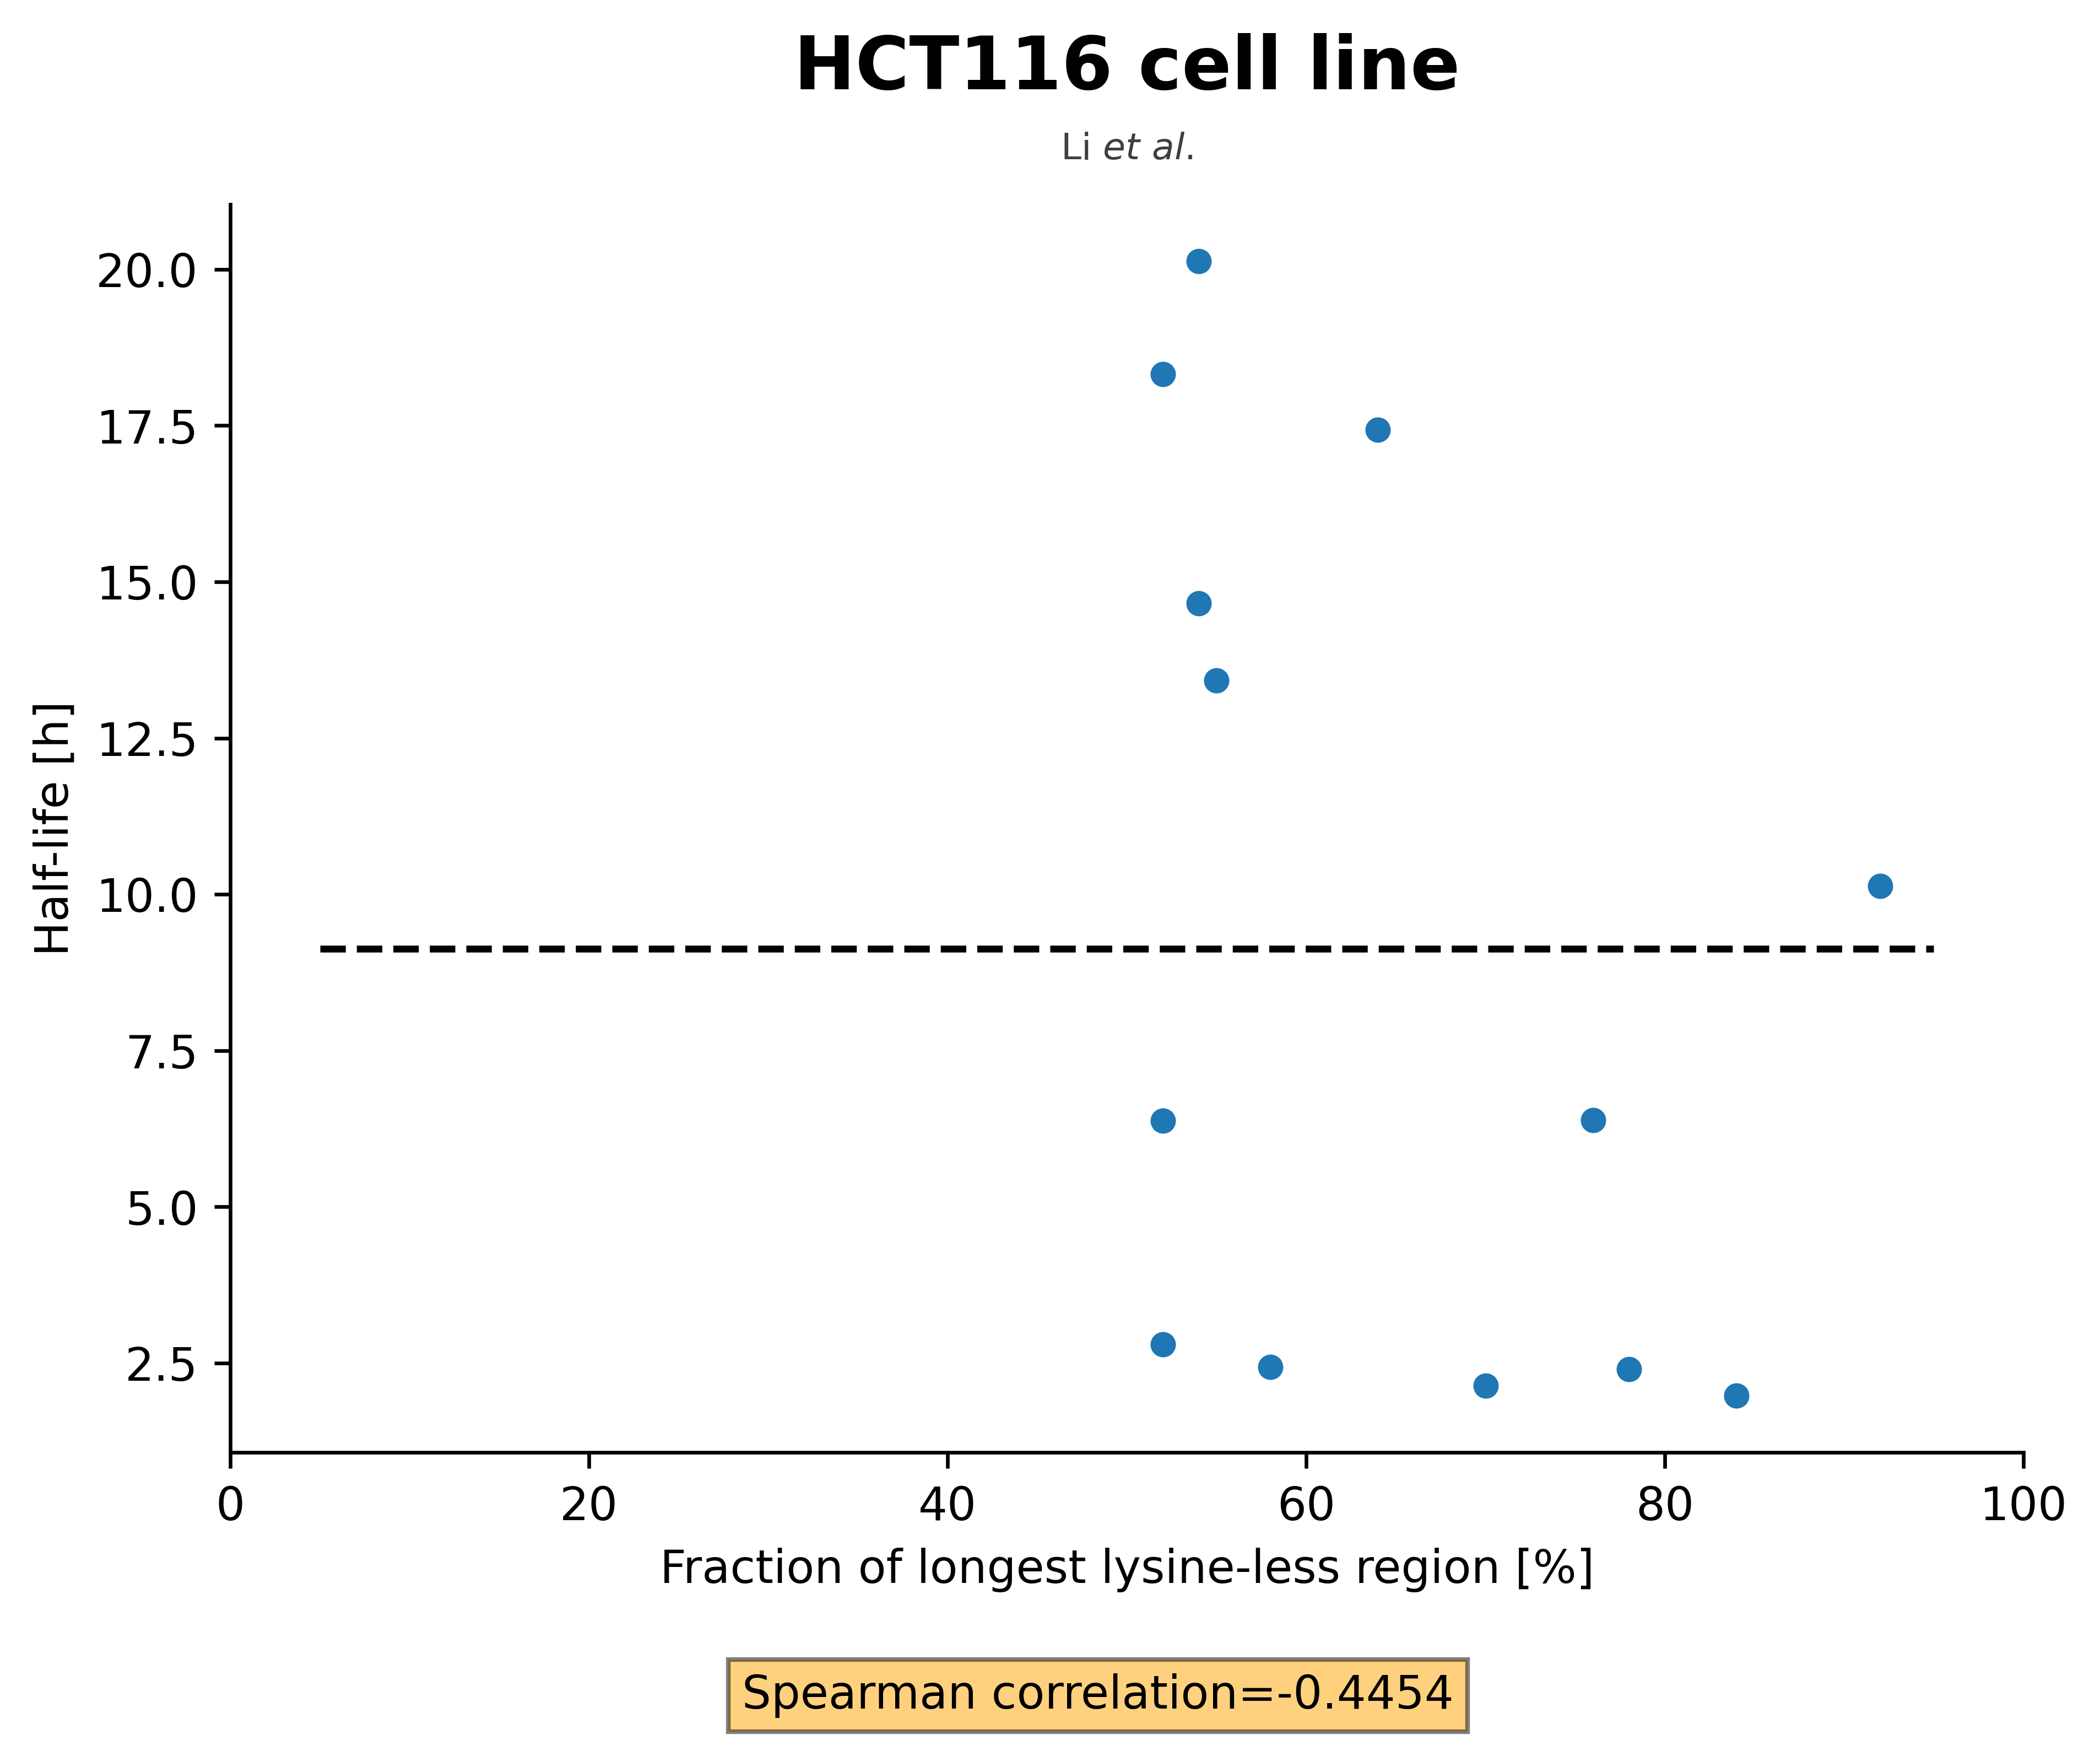 HCT116 cell line
Li et al.
20.0
17.5
15.0
12.5
10.0
7.5
5.0
2.5
Half-life [h]
0 20 40 60 80 100
Fraction of longest lysine-less region [%]
Spearman correlation=-0.4454